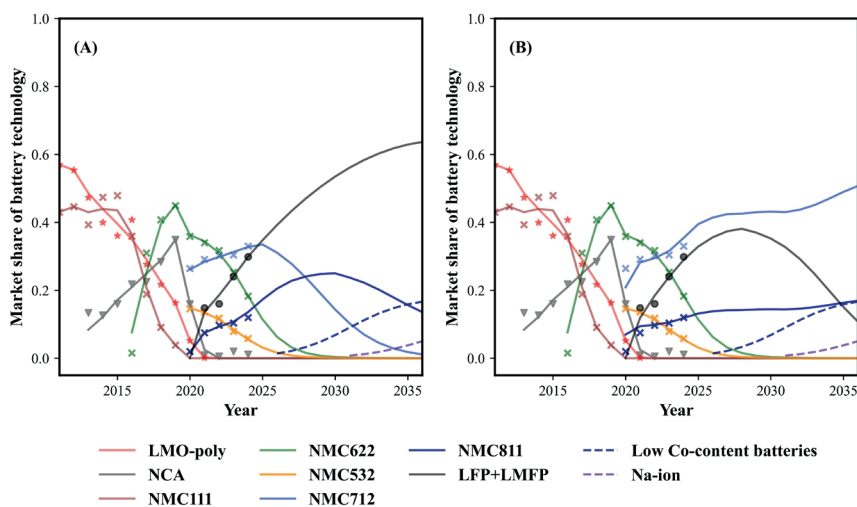 (A)
Market share of battery technology
1.0
0.8
0.6
0.4
0.2
0.0
2015
2020
2025
2030
2035
Year
(B)
Market share of battery technology
1.0
0.8
0.6
0.4
0.2
0.0
2015
2020
2025
2030
2035
Year
LMO-poly
NCA
NMC111
NMC622
NMC532
NMC712
NMC811
LFP+LMFP
Low Co-content batteries
Na-ion